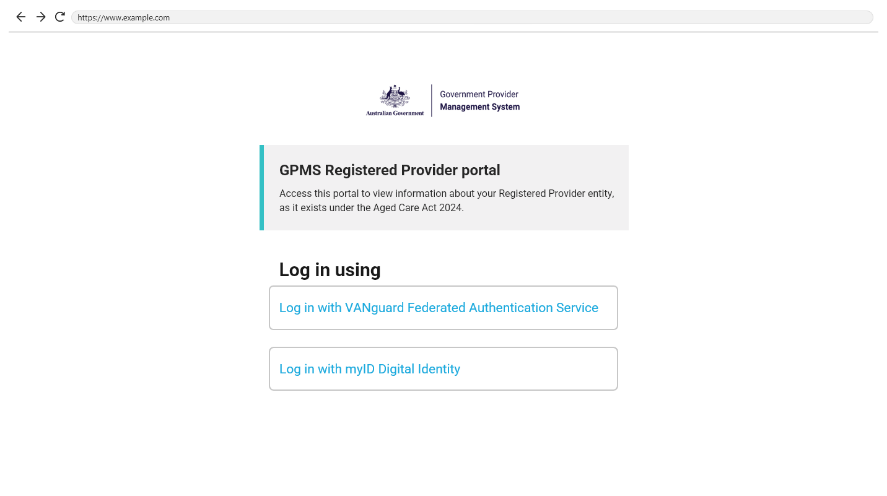 https://www.example.com
Australian Government
Government Provider
Management System
GPMS Registered Provider portal
Access this portal to view information about your Registered Provider entity,
as it exists under the Aged Care Act 2024.
Log in using
Log in with VANguard Federated Authentication Service
Log in with myID Digital Identity